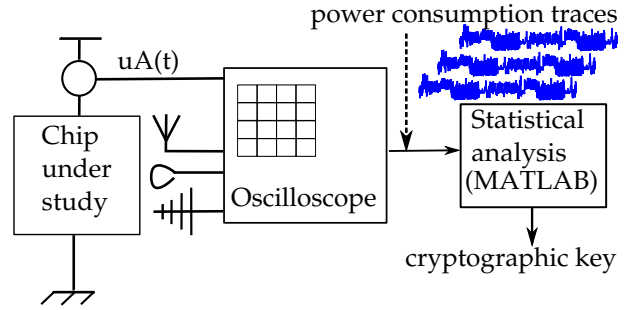 power consumption traces
uA(t)
Chip
under
study
Oscilloscope
Statistical
analysis
(MATLAB)
cryptographic key